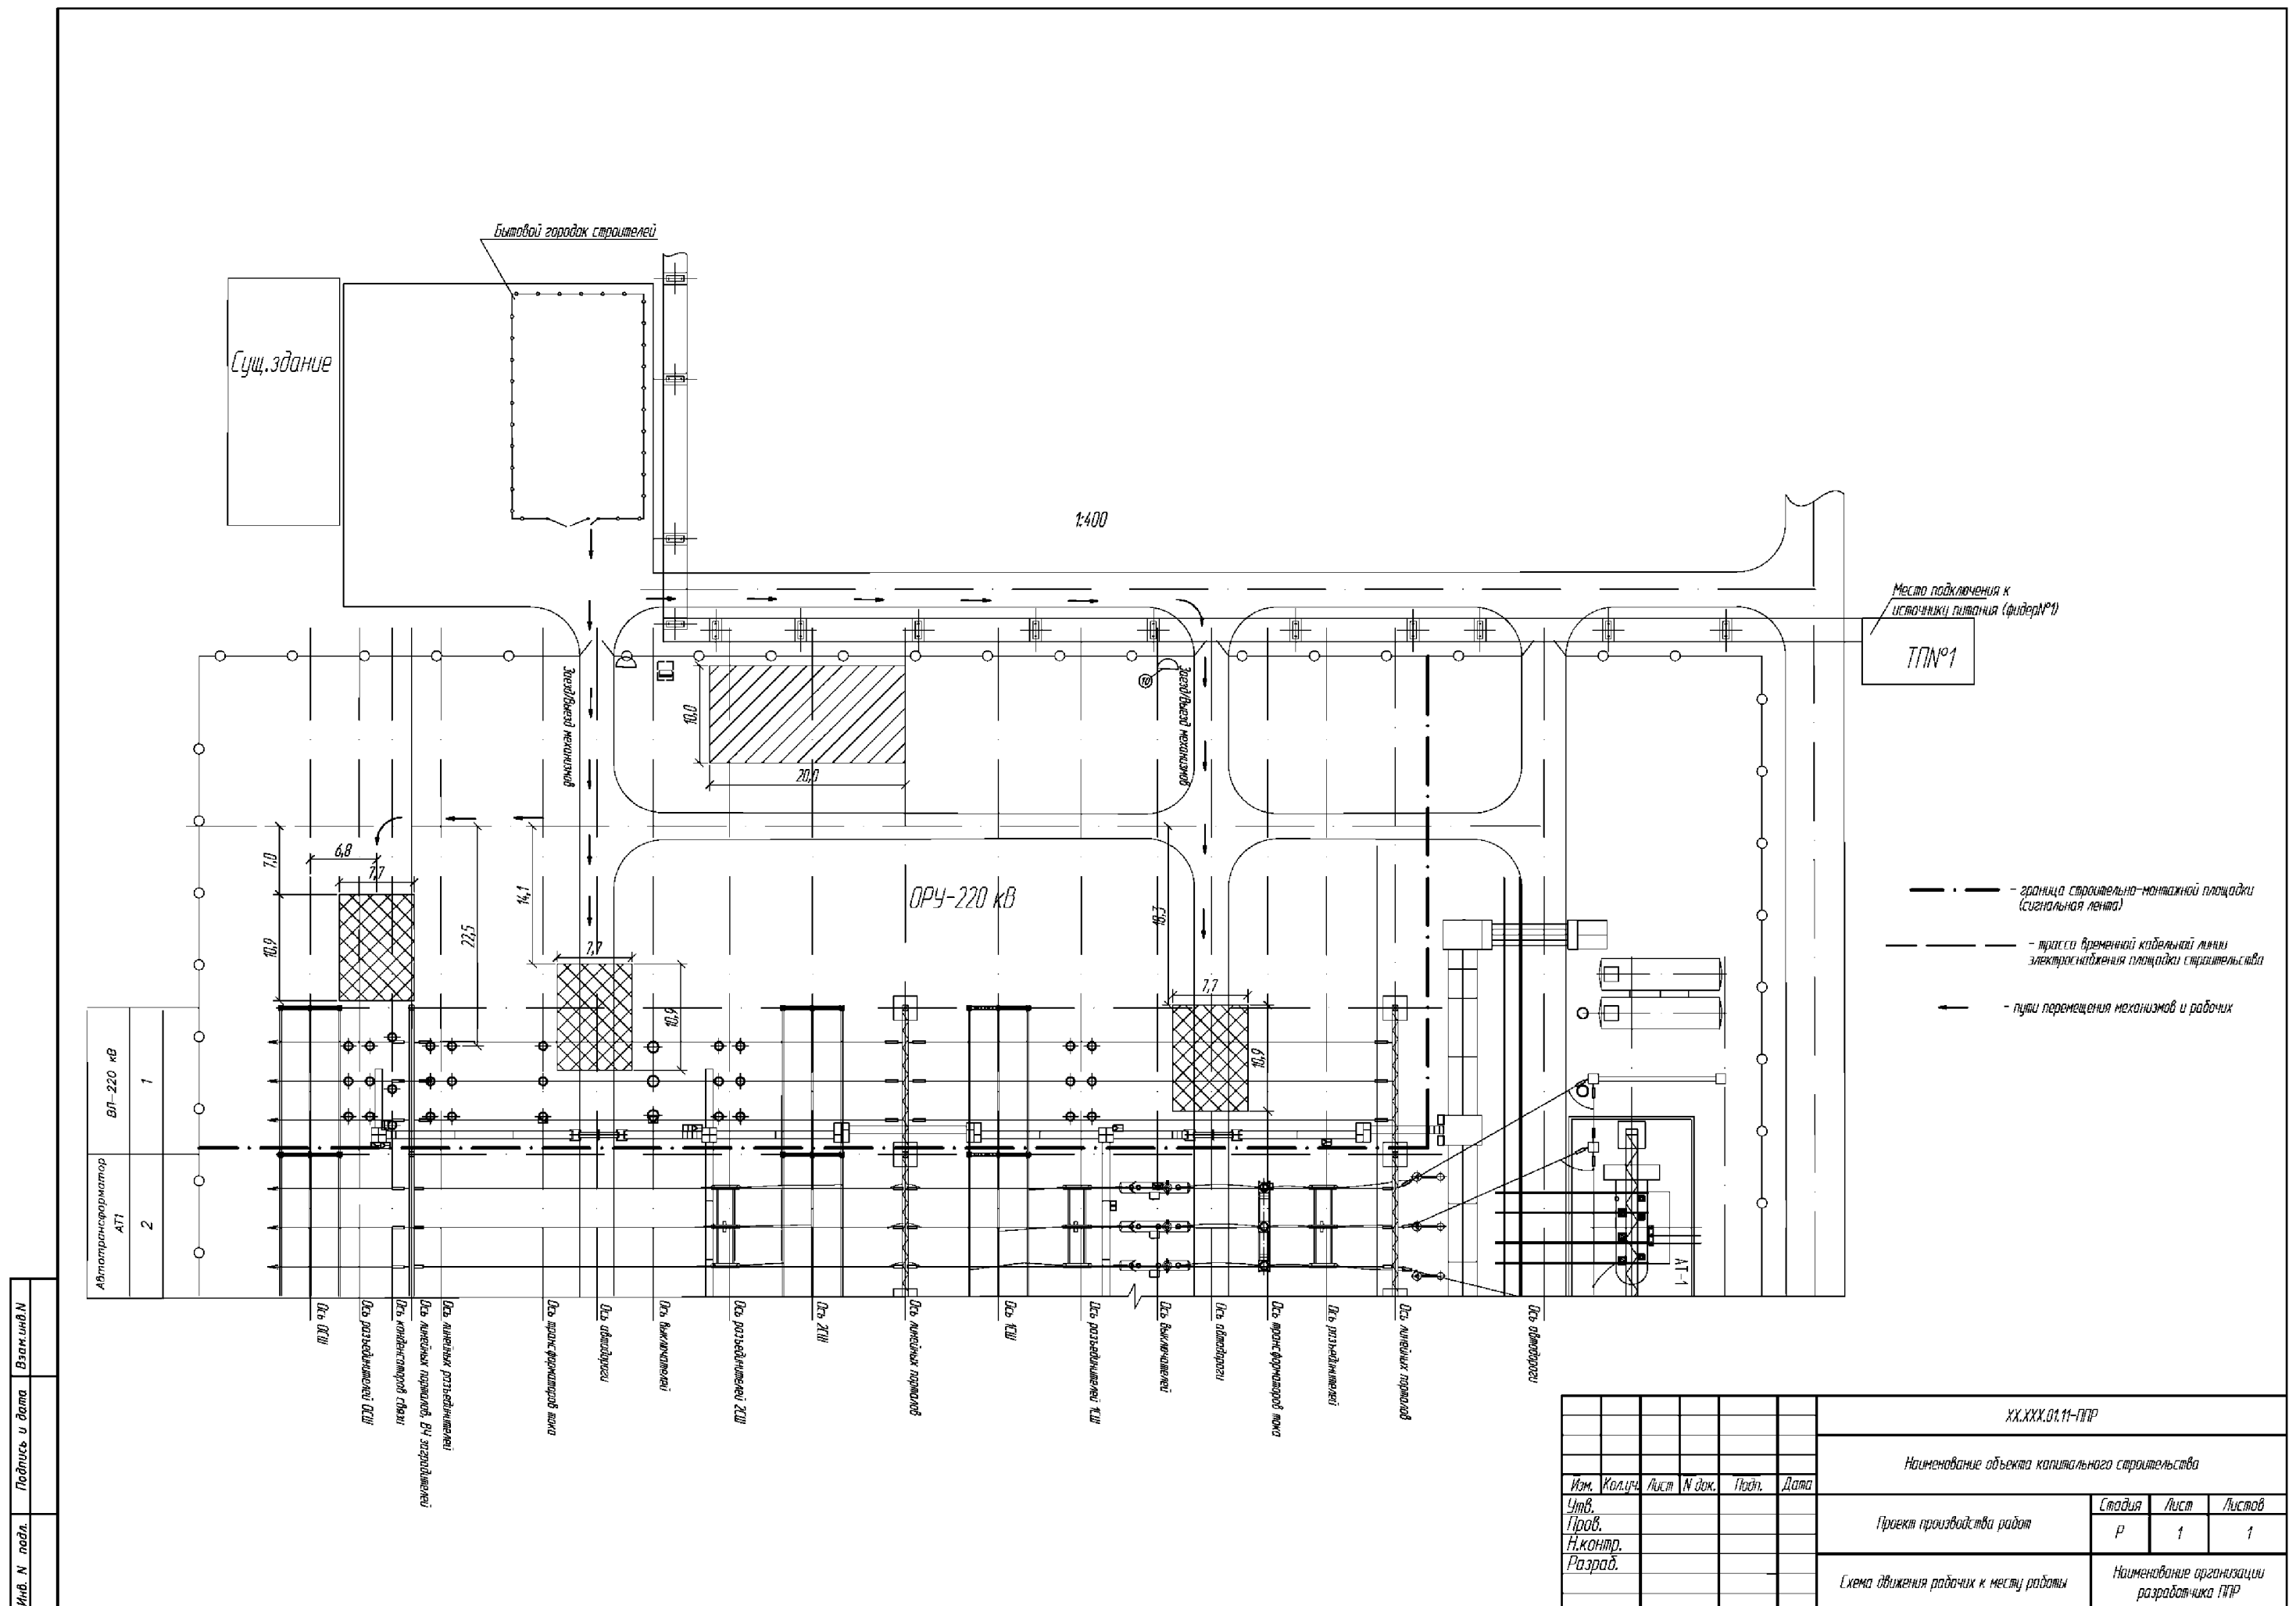 Бытовой городок строителей
Сущ.здание
1:400
Место подключения к
источнику питания (фидер№1)
ТП№1
Заезд/выезд механизмов
10,0
20,0
10
Заезд/выезд механизмов
7,0
6,8
7,7
10,9
22,5
14,1
7,7
10,9
ОРУ-220 кВ
18,3
7,7
10,9
- граница строительно-монтажной площадки
(сигнальная лента)
- трасса временной кабельной линии
электроснабжения площадки строительства
- пути перемещения механизмов и рабочих
ВЛ-220 кВ
1
Автотрансформатор
АТ1
2
АТ-1
Ось ОСШ
Ось разъединителей ОСШ
Ось конденсаторов связи
Ось линейных порталов, ВЧ заградителей
Ось линейных разъединителей
Ось трансформаторов тока
Ось автодороги
Ось выключателей
Ось разъединителей 2СШ
Ось 2СШ
Ось линейных порталов
Ось 1СШ
Ось разъединителей 1СШ
Ось выключателей
Ось автодороги
Ось трансформаторов тока
Ось разъединителей
Ось линейных порталов
Ось автодороги
Взам.инв.N
Подпись и дата
Инв. N подл.
ХХ.ХХХ.01.11-ППР
Наименование объекта капитального строительства
Изм. Кол.уч. Лист N док. Подп. Дата
Утв.
Пров.
Н.контр.
Разраб.
Проект производства работ
Стадия Лист Листов
Р 1 1
Схема движения рабочих к месту работы
Наименование организации
разработчика ППР